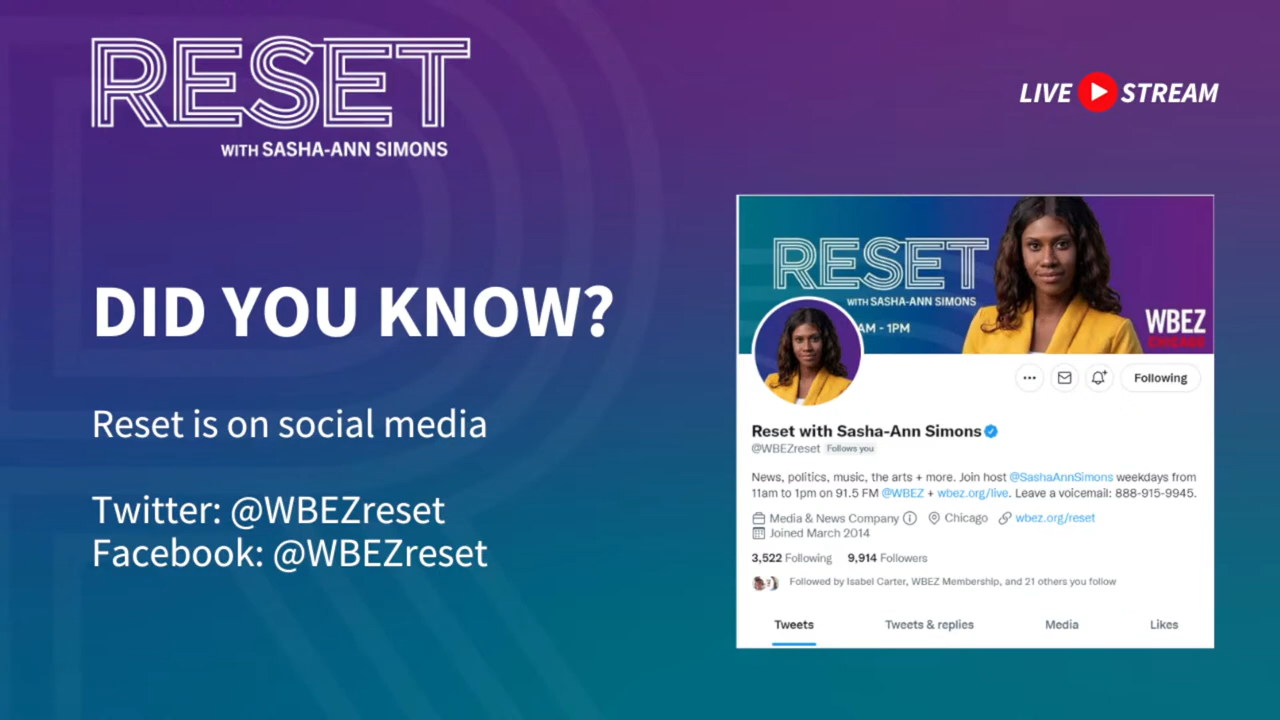 RESET
WITH SASHA-ANN SIMONS
LIVE STREAM
DID YOU KNOW?
Reset is on social media
Twitter: @WBEZreset
Facebook: @WBEZreset
RESET
WITH SASHA-ANN SIMONS
AM - 1PM
WBEZ
CHICAGO
Following
Reset with Sasha-Ann Simons
@WBEZreset Follows you
News, politics, music, the arts + more. Join host @SashaAnnSimons weekdays from
11am to 1pm on 91.5 FM @WBEZ + wbez.org/live. Leave a voicemail: 888-915-9945.
Media & News Company Chicago wbez.org/reset
Joined March 2014
3,522 Following 9,914 Followers
Followed by Isabel Carter, WBEZ Membership, and 21 others you follow
Tweets Tweets & replies Media Likes